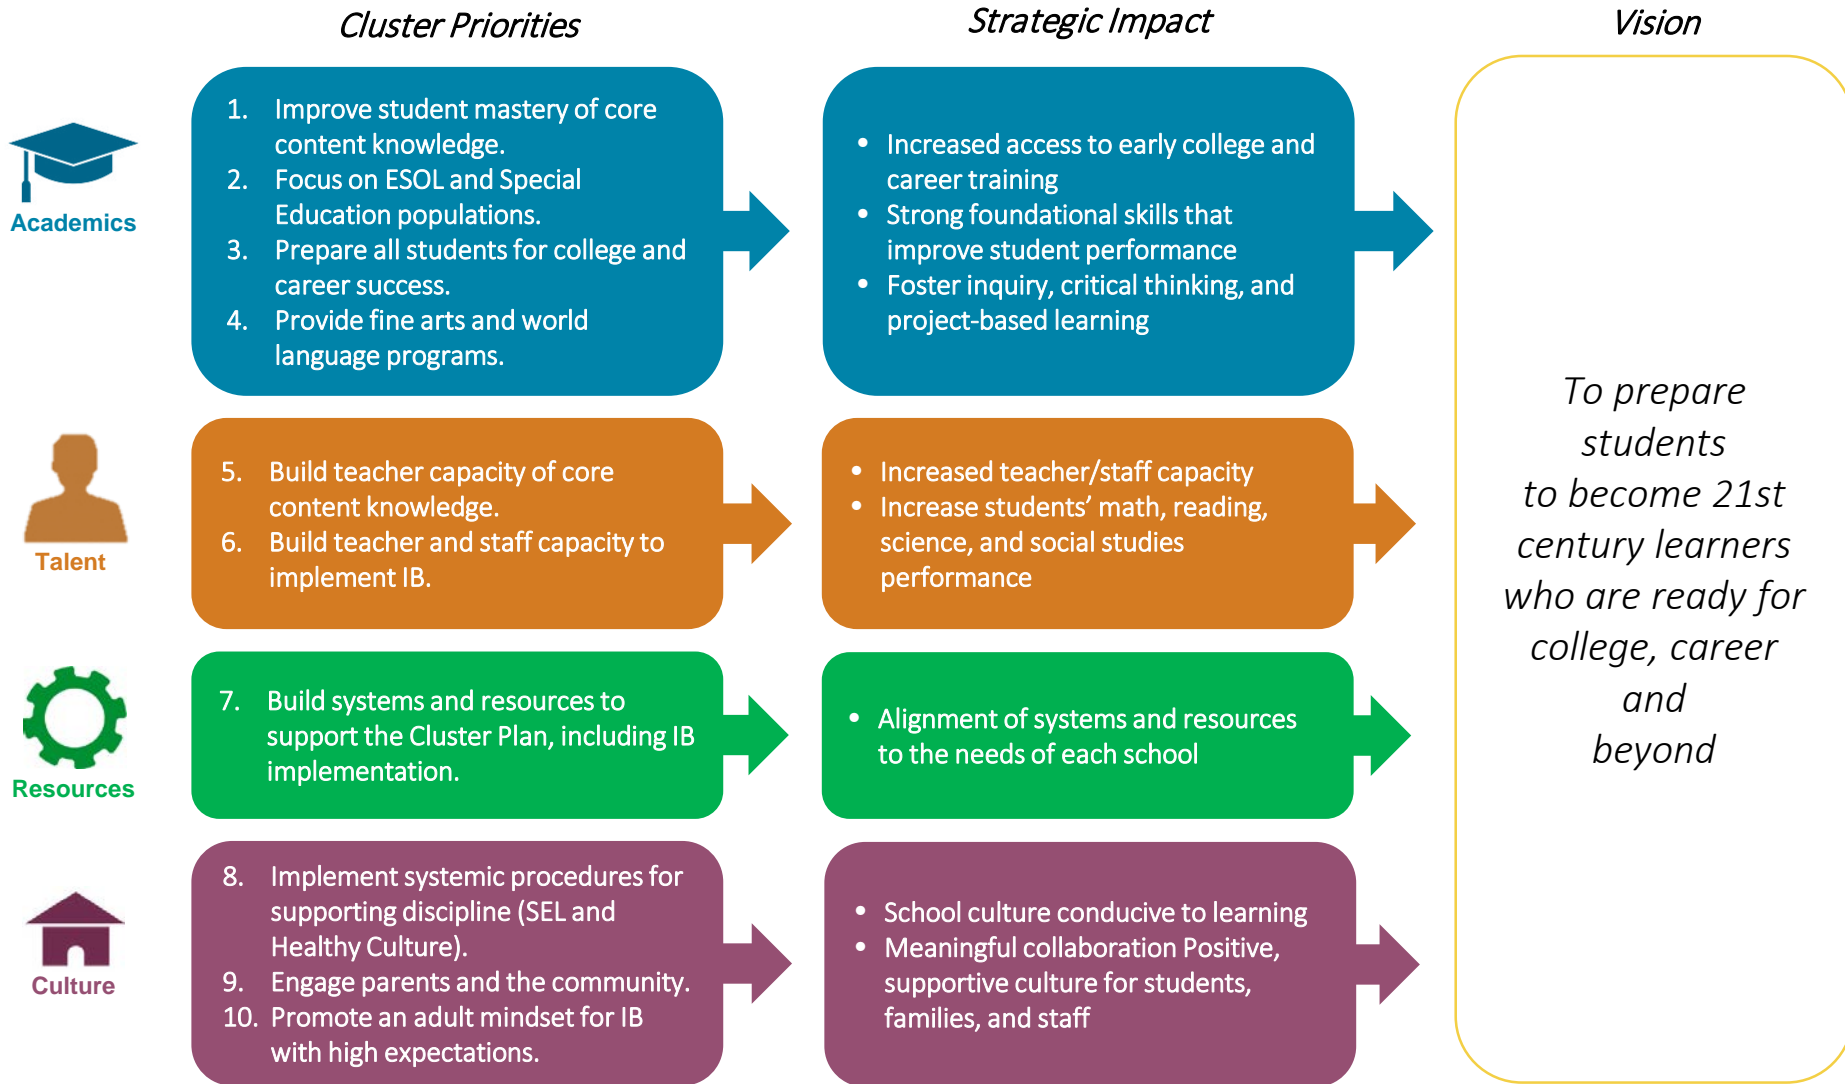 Cluster Priorities
Strategic Impact
Vision
Academics
1. Improve student mastery of core
content knowledge.
2. Focus on ESOL and Special
Education populations.
3. Prepare all students for college and
career success.
4. Provide fine arts and world
language programs.
• Increased access to early college and
career training
• Strong foundational skills that
improve student performance
• Foster inquiry, critical thinking, and
project-based learning
Talent
5. Build teacher capacity of core
content knowledge.
6. Build teacher and staff capacity to
implement IB.
• Increased teacher/staff capacity
• Increase students’ math, reading,
science, and social studies
performance
Resources
7. Build systems and resources to
support the Cluster Plan, including IB
implementation.
• Alignment of systems and resources
to the needs of each school
Culture
8. Implement systemic procedures for
supporting discipline (SEL and
Healthy Culture).
9. Engage parents and the community.
10. Promote an adult mindset for IB
with high expectations.
• School culture conducive to learning
• Meaningful collaboration Positive,
supportive culture for students,
families, and staff
To prepare
students
to become 21st
century learners
who are ready for
college, career
and
beyond